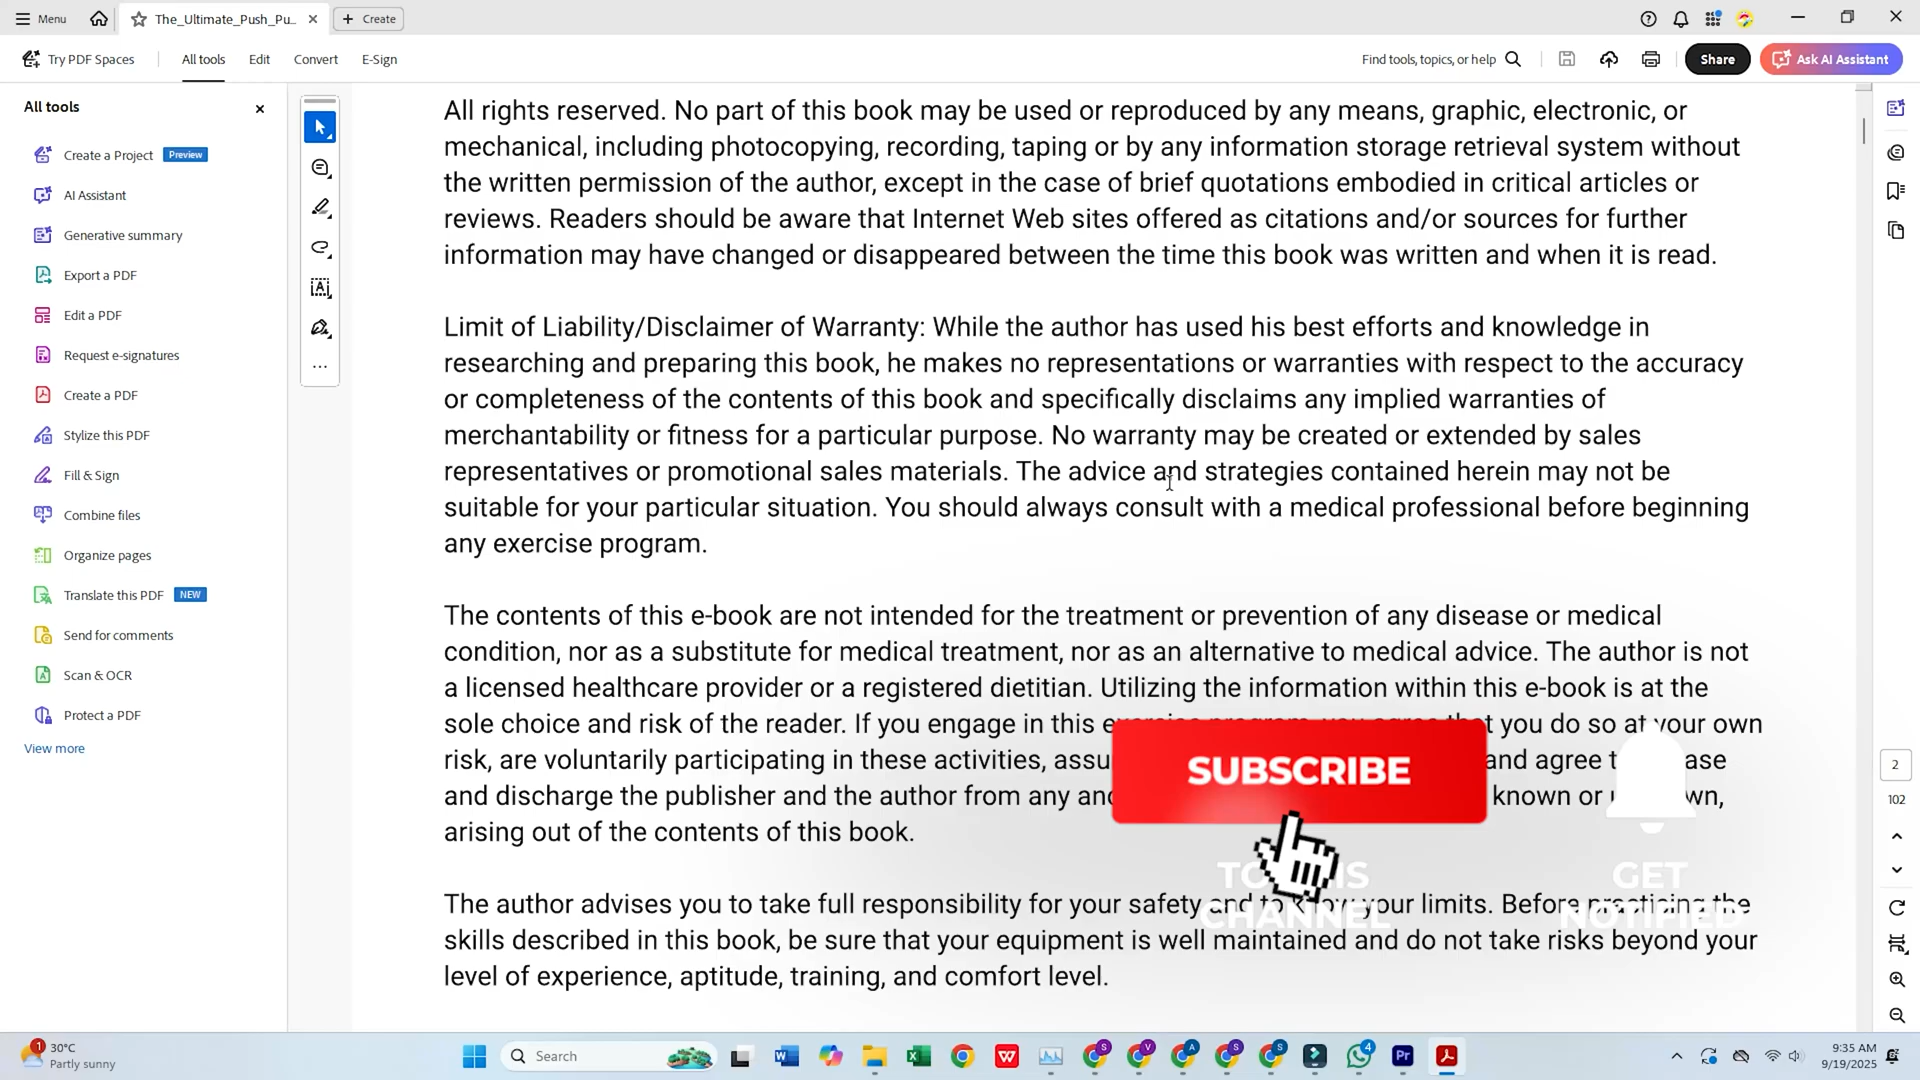 Menu
The_Ultimate_Push_Pu...
Create
Try PDF Spaces
All tools
Edit
Convert
E-Sign
Find tools, topics, or help
Share
Ask AI Assistant
All tools
Create a Project Preview
AI Assistant
Generative summary
Export a PDF
Edit a PDF
Request e-signatures
Create a PDF
Stylize this PDF
Fill & Sign
Combine files
Organize pages
Translate this PDF NEW
Send for comments
Scan & OCR
Protect a PDF
View more
All rights reserved. No part of this book may be used or reproduced by any means, graphic, electronic, or
mechanical, including photocopying, recording, taping or by any information storage retrieval system without
the written permission of the author, except in the case of brief quotations embodied in critical articles or
reviews. Readers should be aware that Internet Web sites offered as citations and/or sources for further
information may have changed or disappeared between the time this book was written and when it is read.
Limit of Liability/Disclaimer of Warranty: While the author has used his best efforts and knowledge in
researching and preparing this book, he makes no representations or warranties with respect to the accuracy
or completeness of the contents of this book and specifically disclaims any implied warranties of
merchantability or fitness for a particular purpose. No warranty may be created or extended by sales
representatives or promotional sales materials. The advice and strategies contained herein may not be
suitable for your particular situation. You should always consult with a medical professional before beginning
any exercise program.
The contents of this e-book are not intended for the treatment or prevention of any disease or medical
condition, nor as a substitute for medical treatment, nor as an alternative to medical advice. The author is not
a licensed healthcare provider or a registered dietitian. Utilizing the information within this e-book is at the
sole choice and risk of the reader. If you engage in this exercise program, you agree that you do so at your own
risk, are voluntarily participating in these activities, and agree
and discharge the publisher and the author from any known or
arising out of the contents of this book.
The author advises you to take full responsibility for your safety and to know your limits. Before practicing the
skills described in this book, be sure that your equipment is well maintained and do not take risks beyond your
level of experience, aptitude, training, and comfort level.
SUBSCRIBE
TO THIS
CHANNEL
GET
NOTIFIED
2
102
1
30°C
Partly sunny
Search
4
9:35 AM
9/19/2025